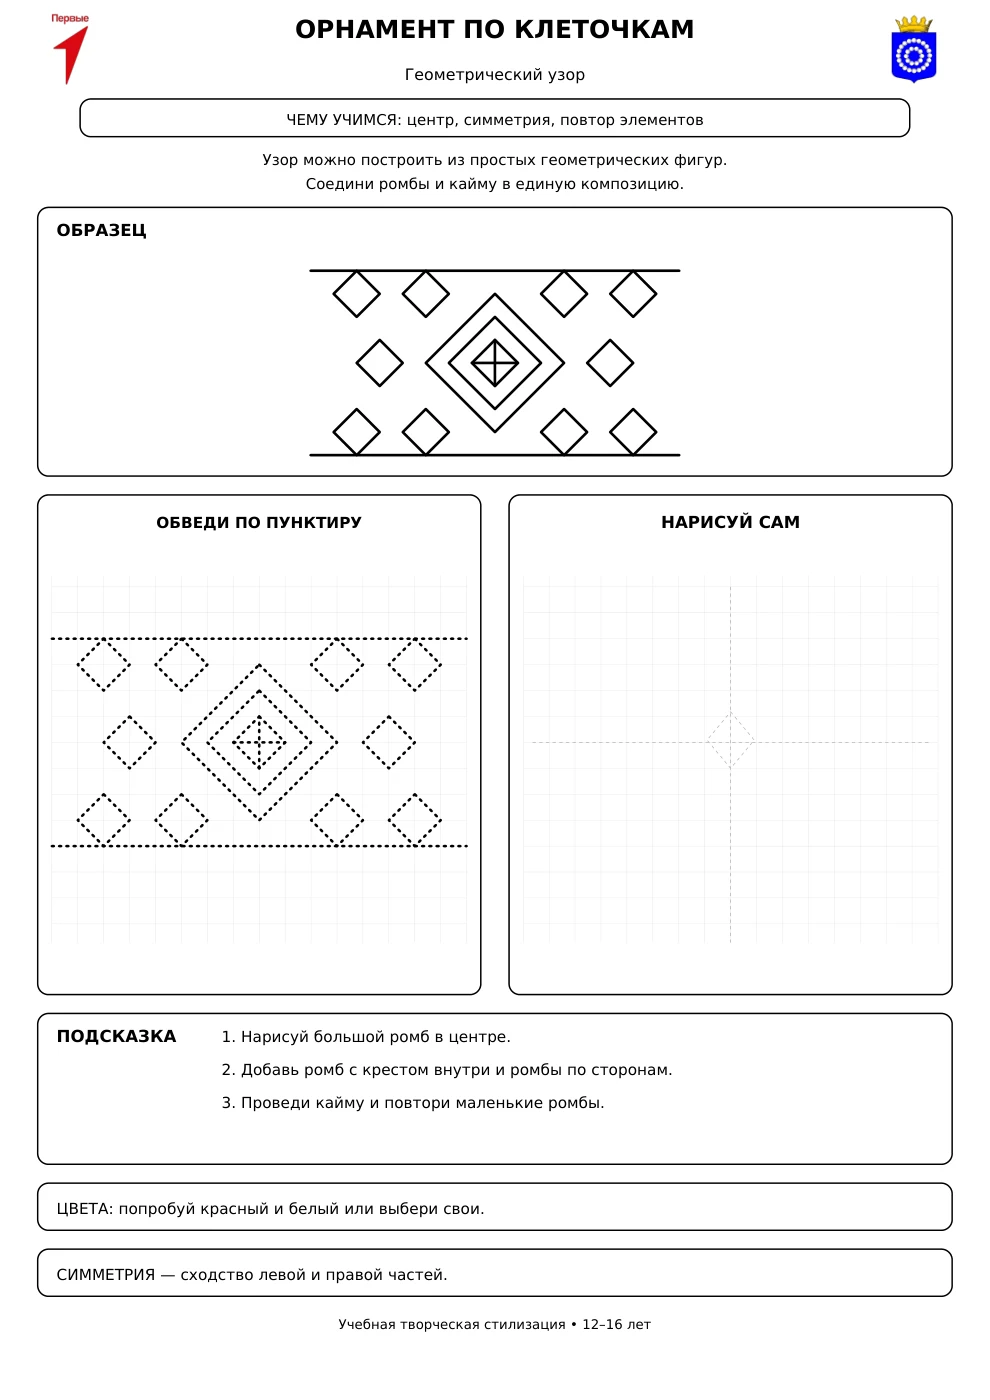 Первые
ОРНАМЕНТ ПО КЛЕТОЧКАМ
Геометрический узор
ЧЕМУ УЧИМСЯ: центр, симметрия, повтор элементов
Узор можно построить из простых геометрических фигур.
Соедини ромбы и кайму в единую композицию.
ОБРАЗЕЦ
ОБВЕДИ ПО ПУНКТИРУ
НАРИСУЙ САМ
ПОДСКАЗКА
1. Нарисуй большой ромб в центре.
2. Добавь ромб с крестом внутри и ромбы по сторонам.
3. Проведи кайму и повтори маленькие ромбы.
ЦВЕТА: попробуй красный и белый или выбери свои.
СИММЕТРИЯ — сходство левой и правой частей.
Учебная творческая стилизация • 12–16 лет